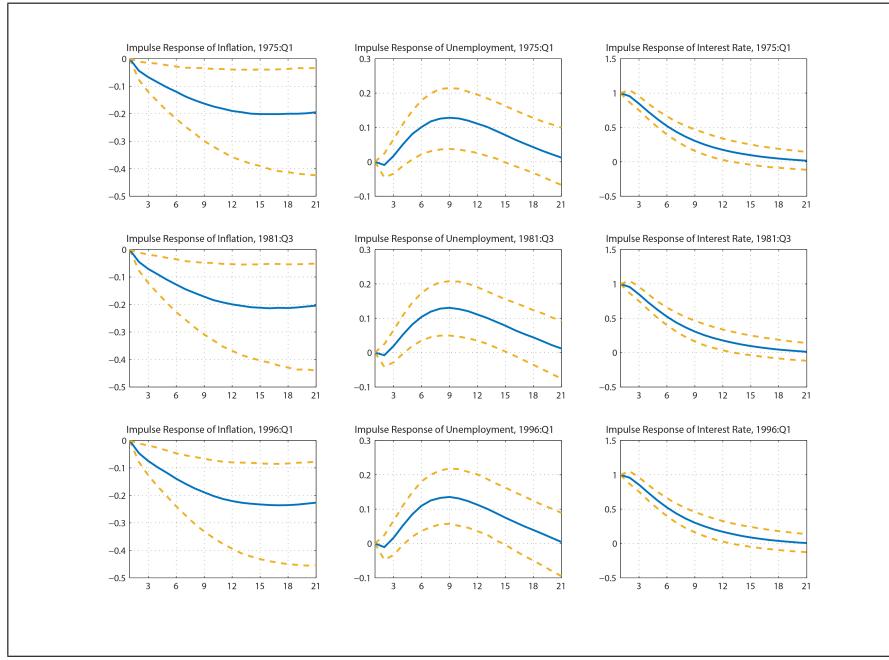 Impulse Response of Inflation, 1975:Q1
0
−0.1
−0.2
−0.3
−0.4
−0.5
3 6 9 12 15 18 21
Impulse Response of Unemployment, 1975:Q1
0.3
0.2
0.1
0
−0.1
3 6 9 12 15 18 21
Impulse Response of Interest Rate, 1975:Q1
1.5
1
0.5
0
−0.5
3 6 9 12 15 18 21
Impulse Response of Inflation, 1981:Q3
0
−0.1
−0.2
−0.3
−0.4
−0.5
3 6 9 12 15 18 21
Impulse Response of Unemployment, 1981:Q3
0.3
0.2
0.1
0
−0.1
3 6 9 12 15 18 21
Impulse Response of Interest Rate, 1981:Q3
1.5
1
0.5
0
−0.5
3 6 9 12 15 18 21
Impulse Response of Inflation, 1996:Q1
0
−0.1
−0.2
−0.3
−0.4
−0.5
3 6 9 12 15 18 21
Impulse Response of Unemployment, 1996:Q1
0.3
0.2
0.1
0
−0.1
3 6 9 12 15 18 21
Impulse Response of Interest Rate, 1996:Q1
1.5
1
0.5
0
−0.5
3 6 9 12 15 18 21